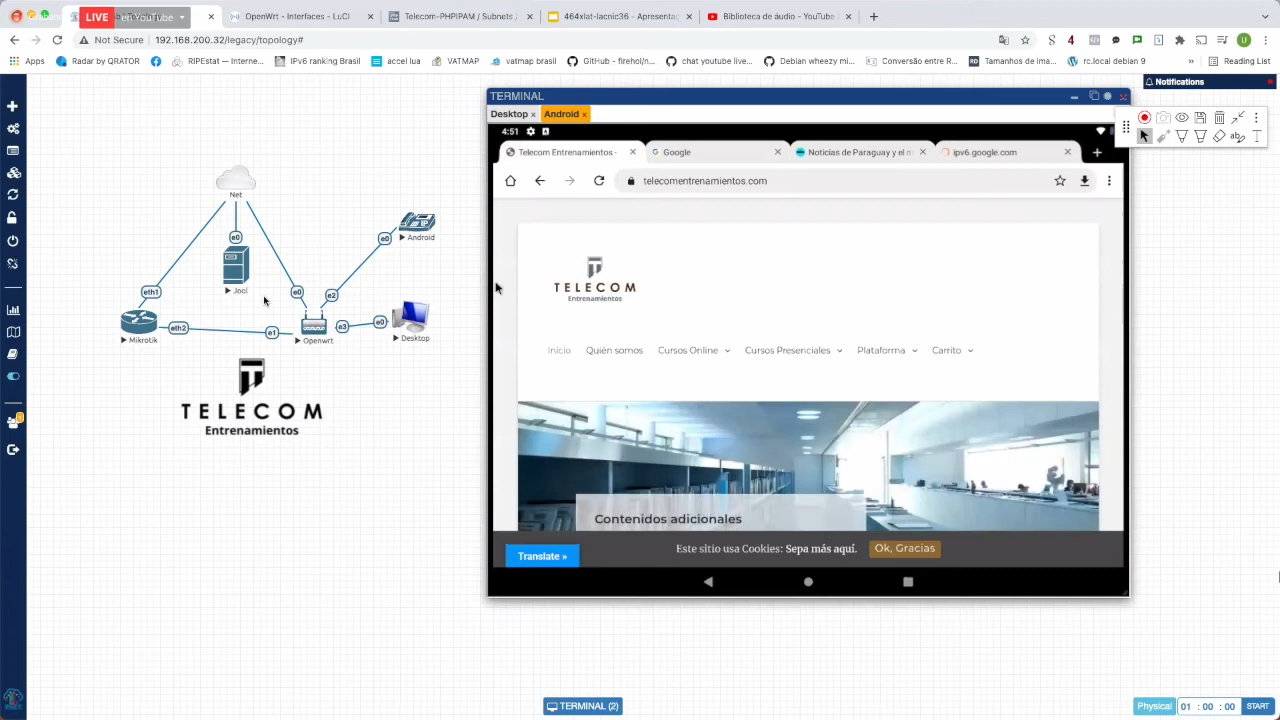 LIVE en YouTube
OpenWrt - Interfaces - LuCI
Telecom-PHPIPAM / Subnets
464xlat-lacnic36 - Apresentaç
Biblioteca de áudio - YouTube
Not Secure 192.168.200.32/legacy/topology#
Apps
Radar by QRATOR
RIPEstat — Interne...
IPv6 ranking Brasil
accel lua
VATMAP
vatmap brasil
GitHub - firehol/n...
chat youtube live...
Debian wheezy mi...
Conversão entre R...
Tamanhos de ima...
rc.local debian 9
»
Reading List
Notifications
TERMINAL
Desktop
Android
4:51
Telecom Entrenamientos -
Google
Noticias de Paraguay y el m
ipv6.google.com
telecomentrenamientos.com
Net
e0
e0
Android
Jool
eth1
e0
e2
Mikrotik
eth2
e1
Openwrt
e3
e0
Desktop
TELECOM
Entrenamientos
TELECOM
Entrenamientos
Inicio
Quién somos
Cursos Online
Cursos Presenciales
Plataforma
Carrito
Contenidos adicionales
Este sitio usa Cookies: Sepa más aquí.
Ok, Gracias
Translate »
TERMINAL (2)
Physical
01 : 00 : 00
START